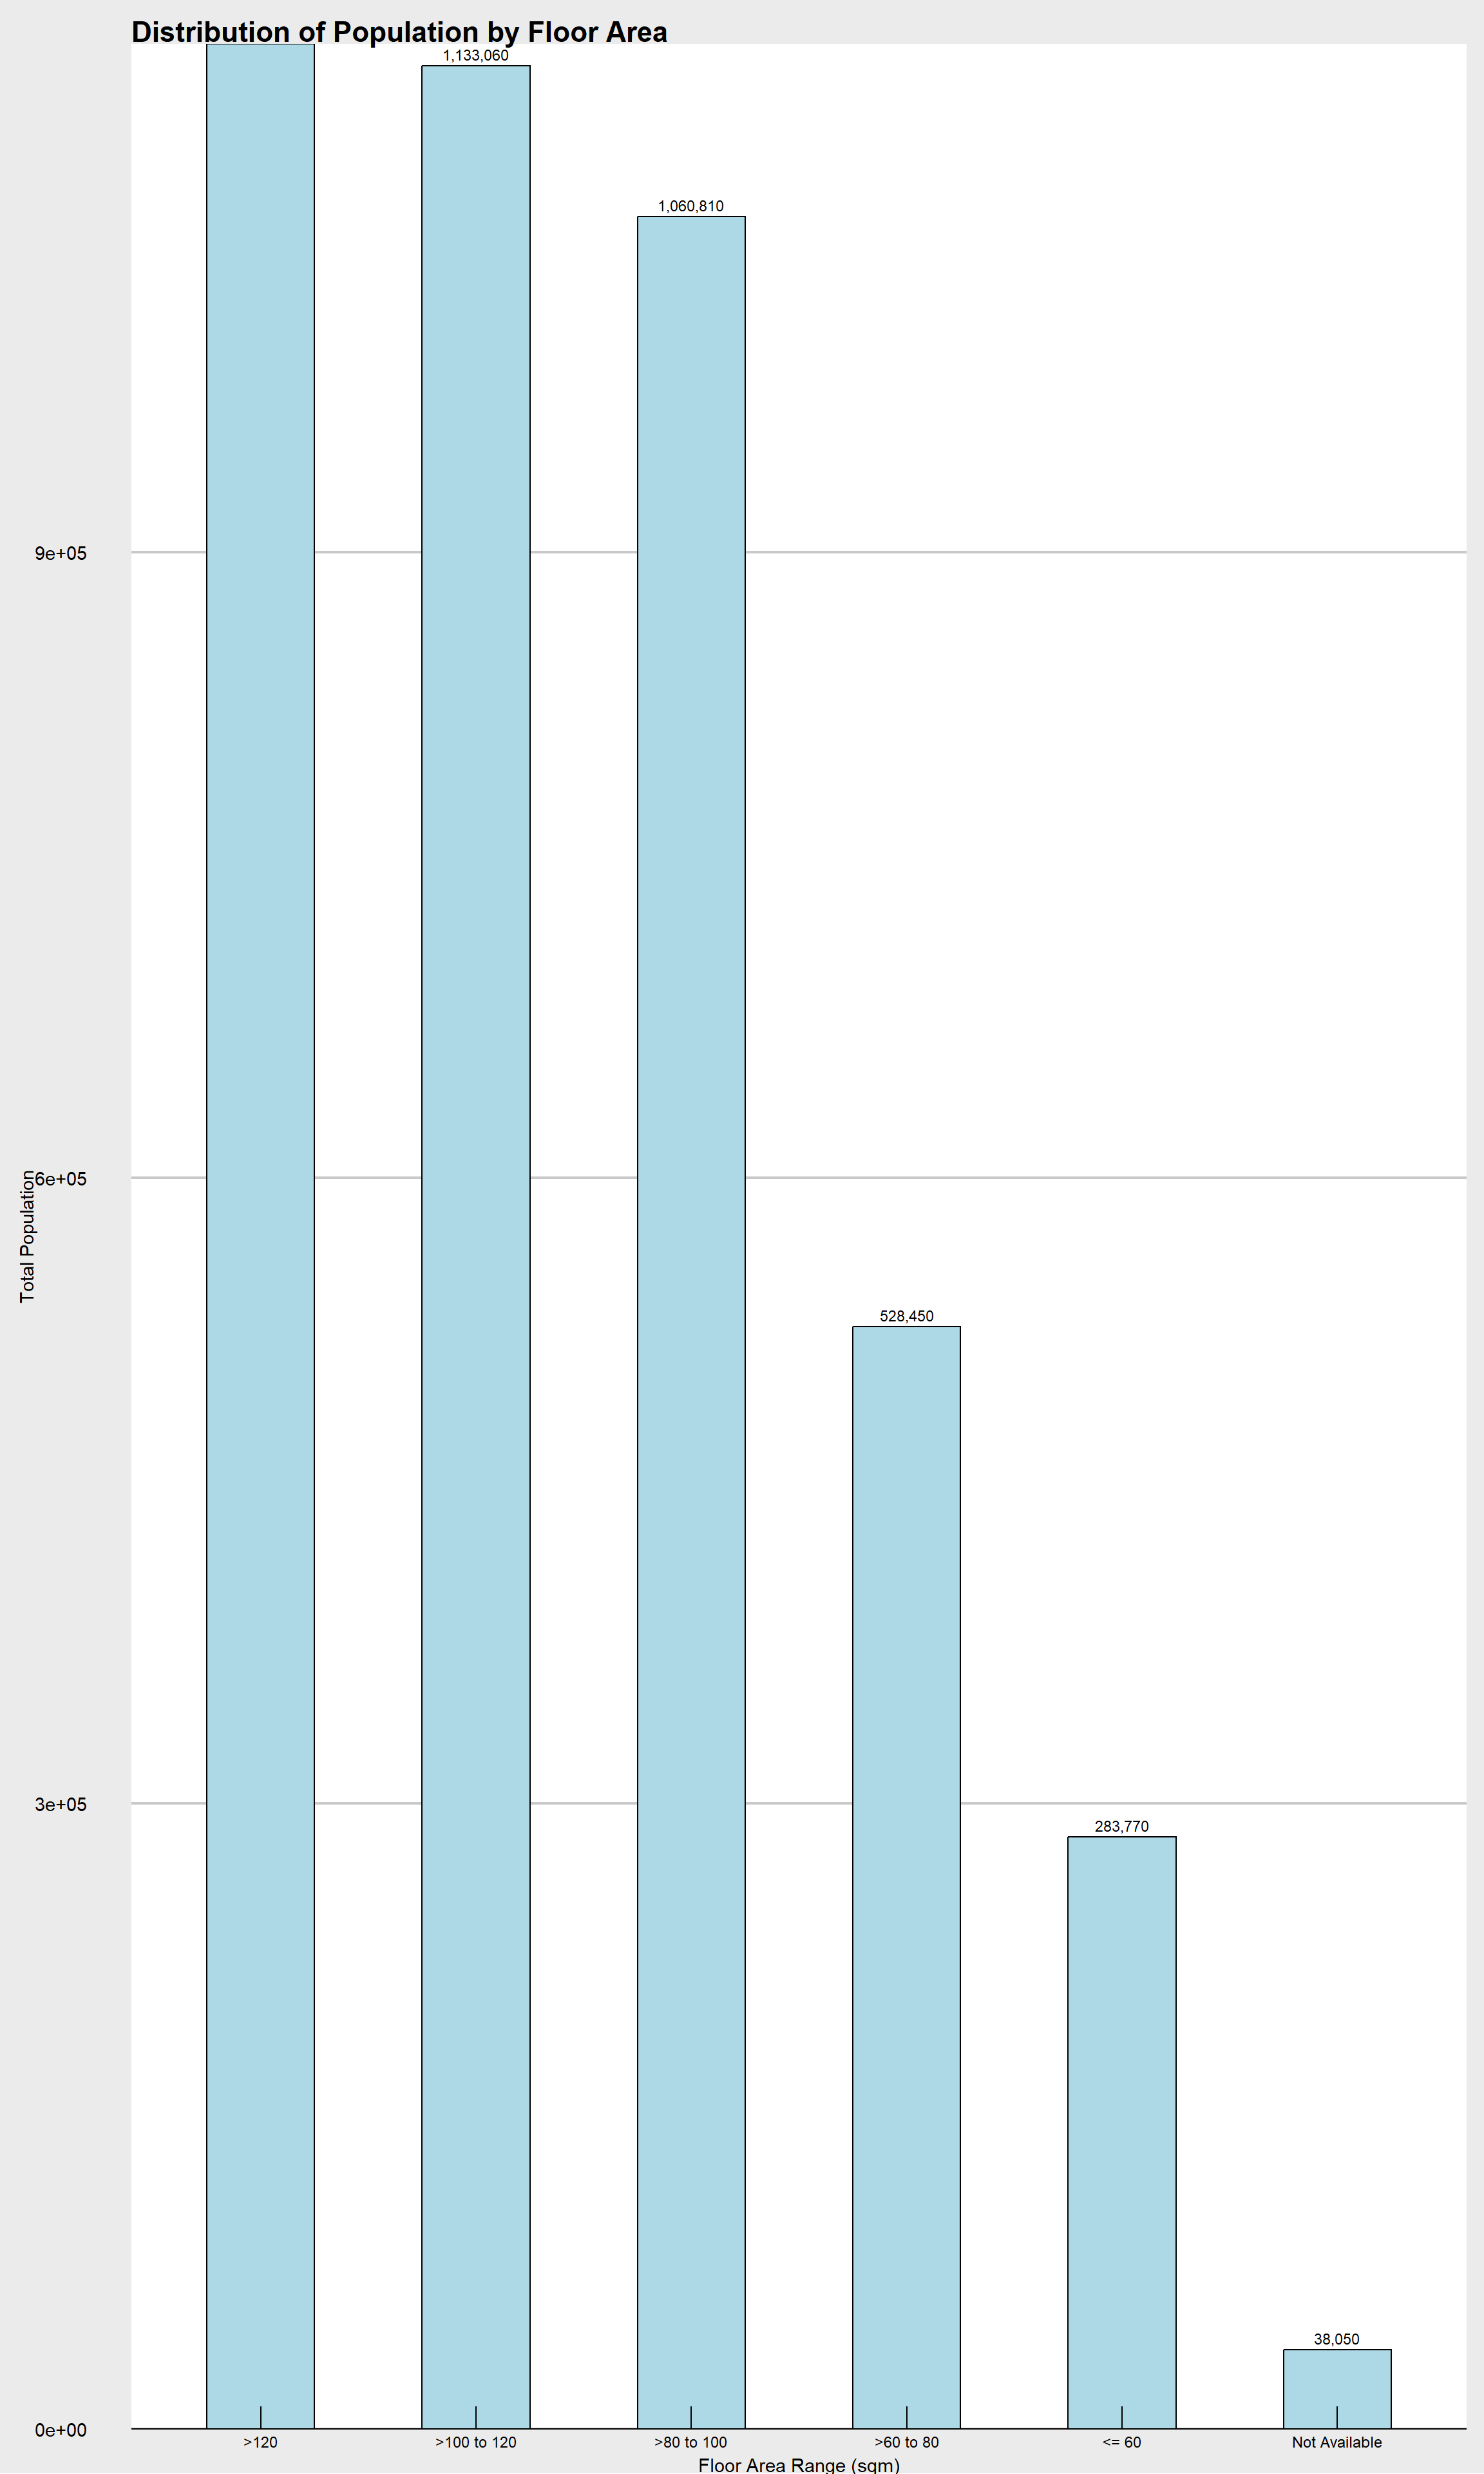 Distribution of Population by Floor Area
1,133,060
1,060,810
9e+05
6e+05
Total Population
528,450
3e+05
283,770
38,050
0e+00
>120
>100 to 120
>80 to 100
>60 to 80
<= 60
Not Available
Floor Area Range (sqm)